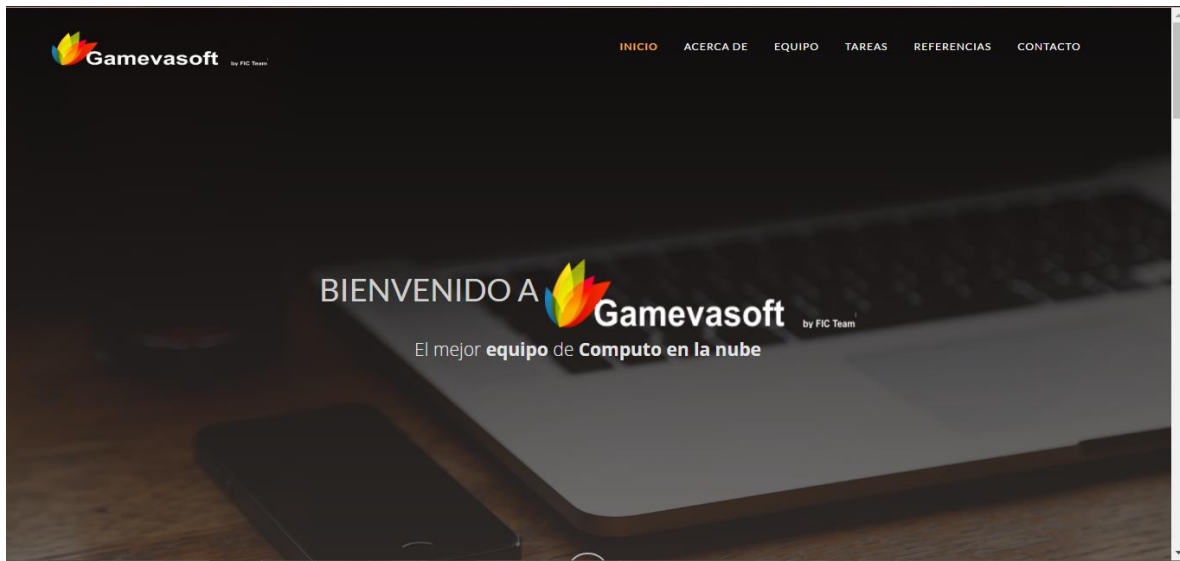 Gamevasoft by FIC Team
INICIO ACERCA DE EQUIPO TAREAS REFERENCIAS CONTACTO
BIENVENIDO A Gamevasoft by FIC Team
El mejor equipo de Computo en la nube